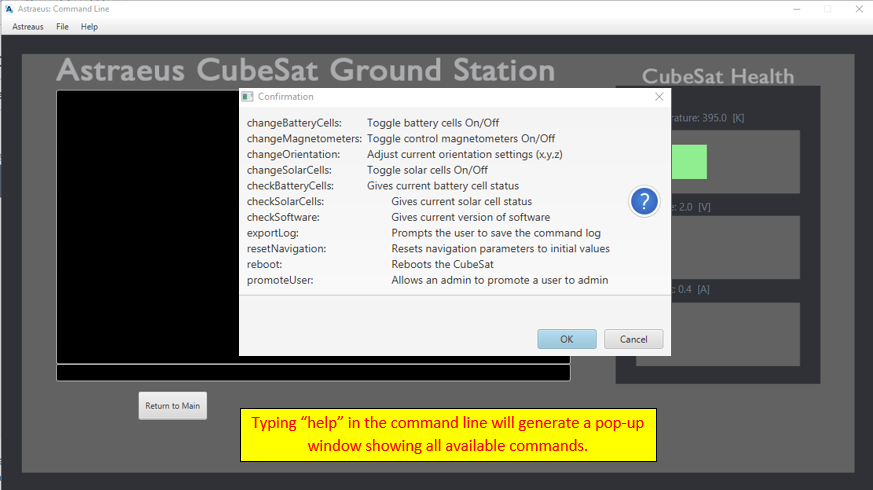 Astraeus: Command Line
Astreaus File Help
Astraeus CubeSat Ground Station
CubeSat Health
Confirmation
changeBatteryCells: Toggle battery cells On/Off
changeMagnetometers: Toggle control magnetometers On/Off
changeOrientation: Adjust current orientation settings (x,y,z)
changeSolarCells: Toggle solar cells On/Off
checkBatteryCells: Gives current battery cell status
checkSolarCells: Gives current solar cell status
checkSoftware: Gives current version of software
exportLog: Prompts the user to save the command log
resetNavigation: Resets navigation parameters to initial values
reboot: Reboots the CubeSat
promoteUser: Allows an admin to promote a user to admin
?
OK Cancel
rature: 395.0 [K]
e: 2.0 [V]
: 0.4 [A]
Return to Main
Typing “help” in the command line will generate a pop-up
window showing all available commands.